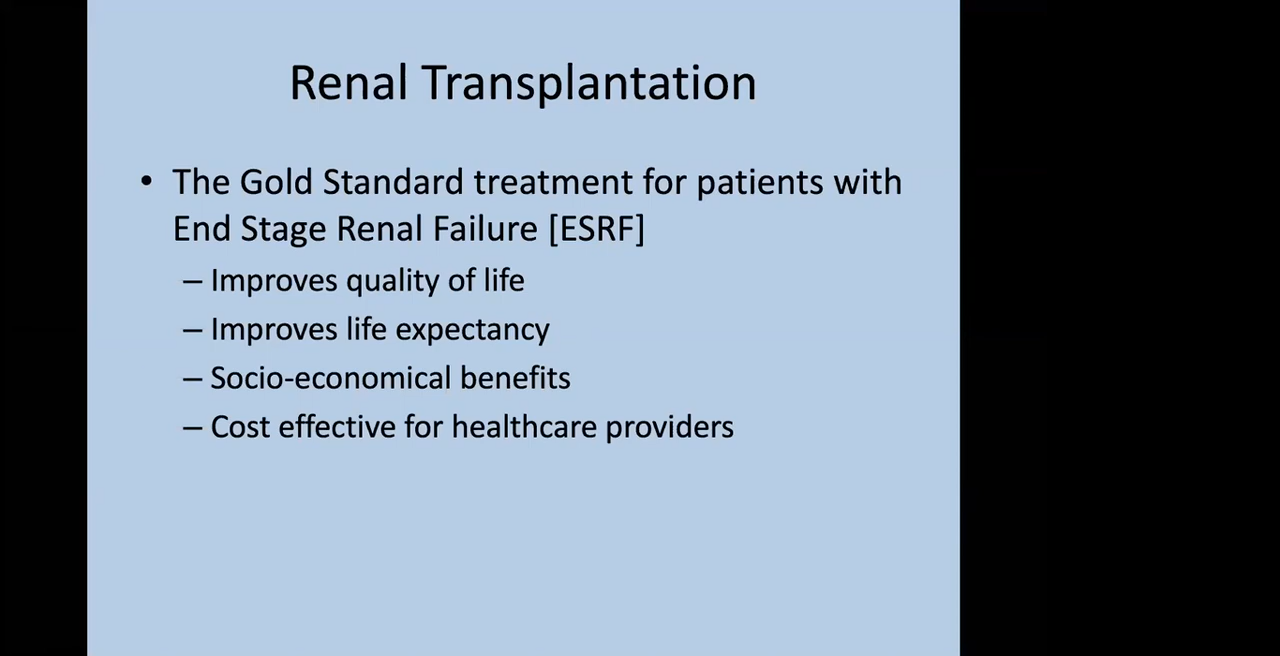 Renal Transplantation
• The Gold Standard treatment for patients with
End Stage Renal Failure [ESRF]
– Improves quality of life
– Improves life expectancy
– Socio-economical benefits
– Cost effective for healthcare providers